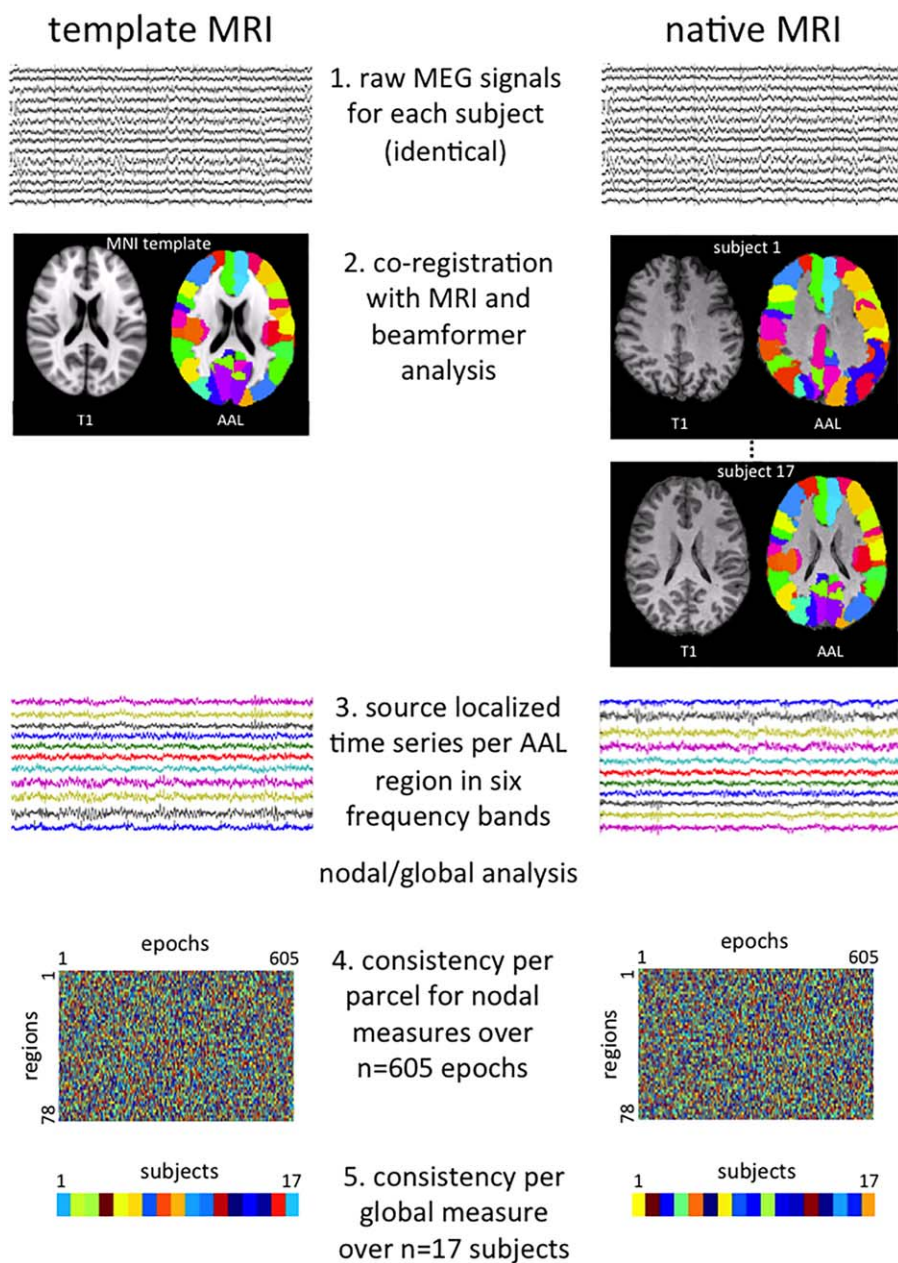 template MRI
native MRI
1. raw MEG signals
for each subject
(identical)
MNI template
T1
AAL
2. co-registration
with MRI and
beamformer
analysis
subject 1
T1
AAL
subject 17
T1
AAL
3. source localized
time series per AAL
region in six
frequency bands
nodal/global analysis
epochs
1
605
1
regions
78
4. consistency per
parcel for nodal
measures over
n=605 epochs
epochs
1
605
1
regions
78
subjects
1
17
5. consistency per
global measure
over n=17 subjects
subjects
1
17